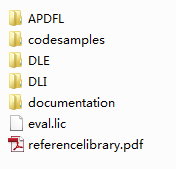 APDFL
codesamples
DLE
DLI
documentation
eval.lic
referencelibrary.pdf